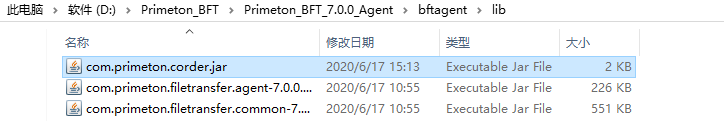 此电脑 > 软件 (D:) > Primeton_BFT > Primeton_BFT_7.0.0_Agent > bftagent > lib
名称 修改日期 类型 大小
com.primeton.corder.jar 2020/6/17 15:13 Executable Jar File 2 KB
com.primeton.filetransfer.agent-7.0.0.... 2020/6/17 10:55 Executable Jar File 226 KB
com.primeton.filetransfer.common-7.... 2020/6/17 10:55 Executable Jar File 551 KB